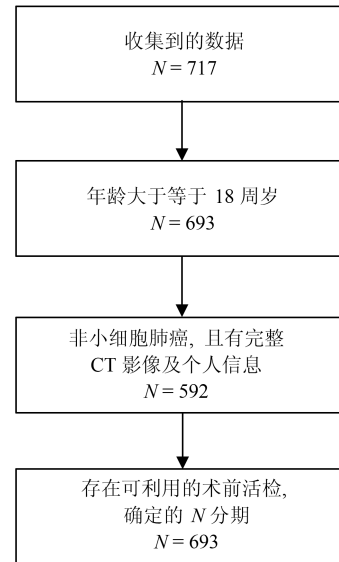 收集到的数据
N = 717
年龄大于等于 18 周岁
N = 693
非小细胞肺癌, 且有完整
CT 影像及个人信息
N = 592
存在可利用的术前活检,
确定的 N 分期
N = 693